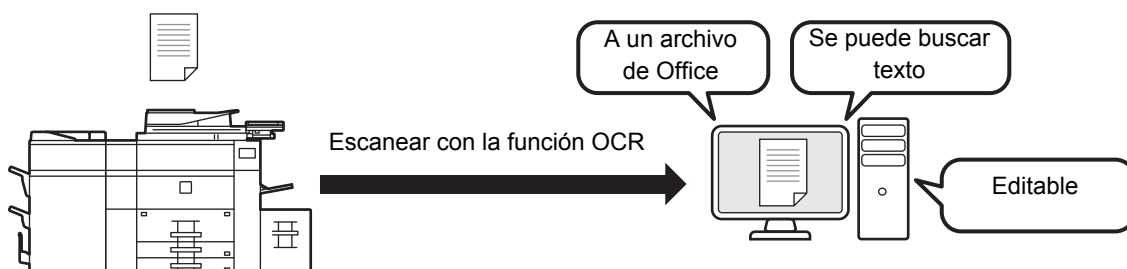 A un archivo
de Office
Se puede buscar
texto
Escanear con la función OCR
Editable